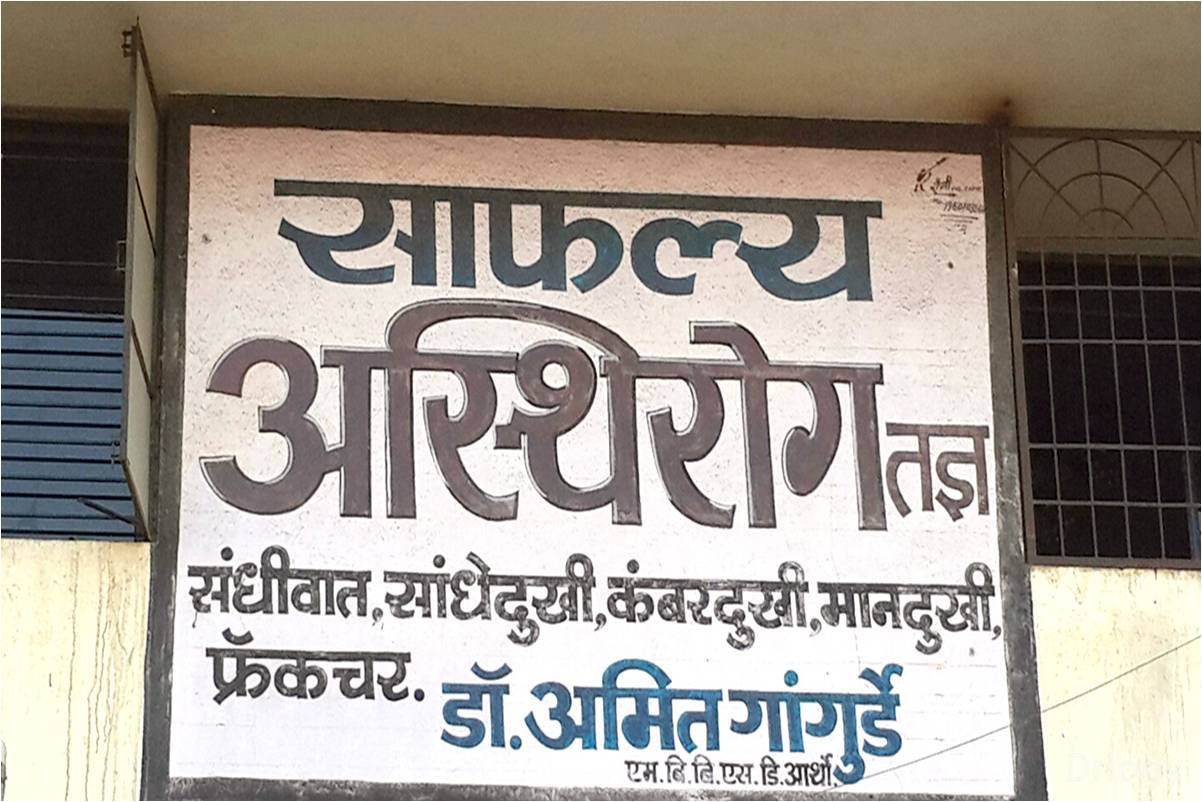 साफल्य
अस्थिरोग तज्ञ
संधीवात, सांधेदुखी, कंबरदुखी, मानदुखी,
फ्रॅकचर.
डॉ. अमित गांगुर्डे
एम.बि.बि.एस.डि.आर्थो.